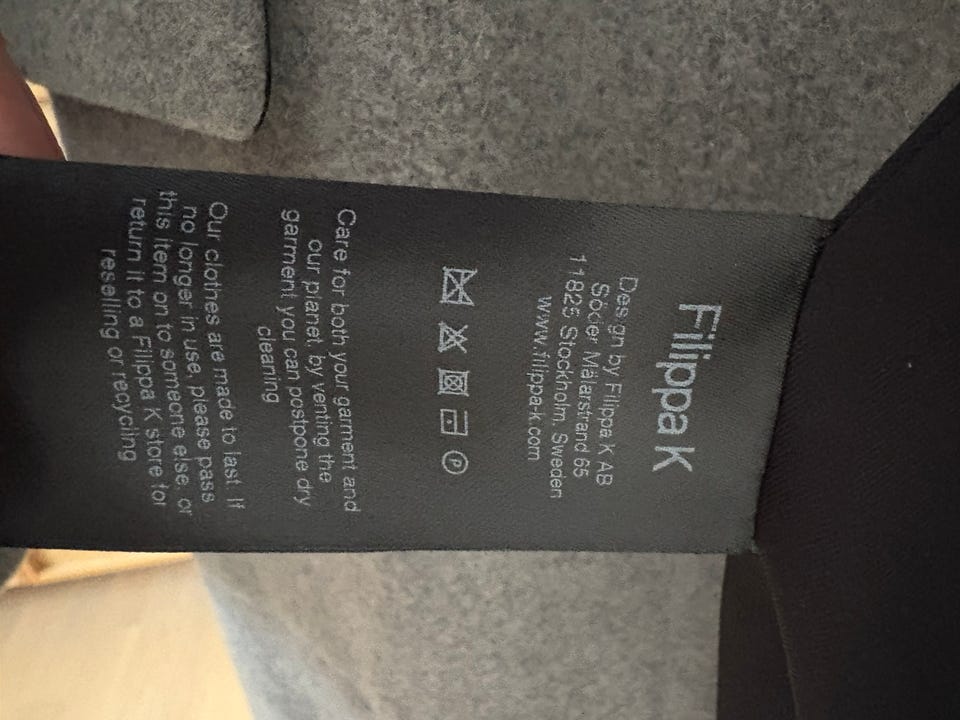 Filippa K
Design by Filippa K AB
Söder Mälarstrand 65
11825 Stockholm, Sweden
www.filippa-k.com
P
Care for both your garment and
our planet, by venting the
garment you can postpone dry
cleaning
Our clothes are made to last. If
no longer in use, please pass
this item on to someone else, or
return it to a Filippa K store for
reselling or recycling